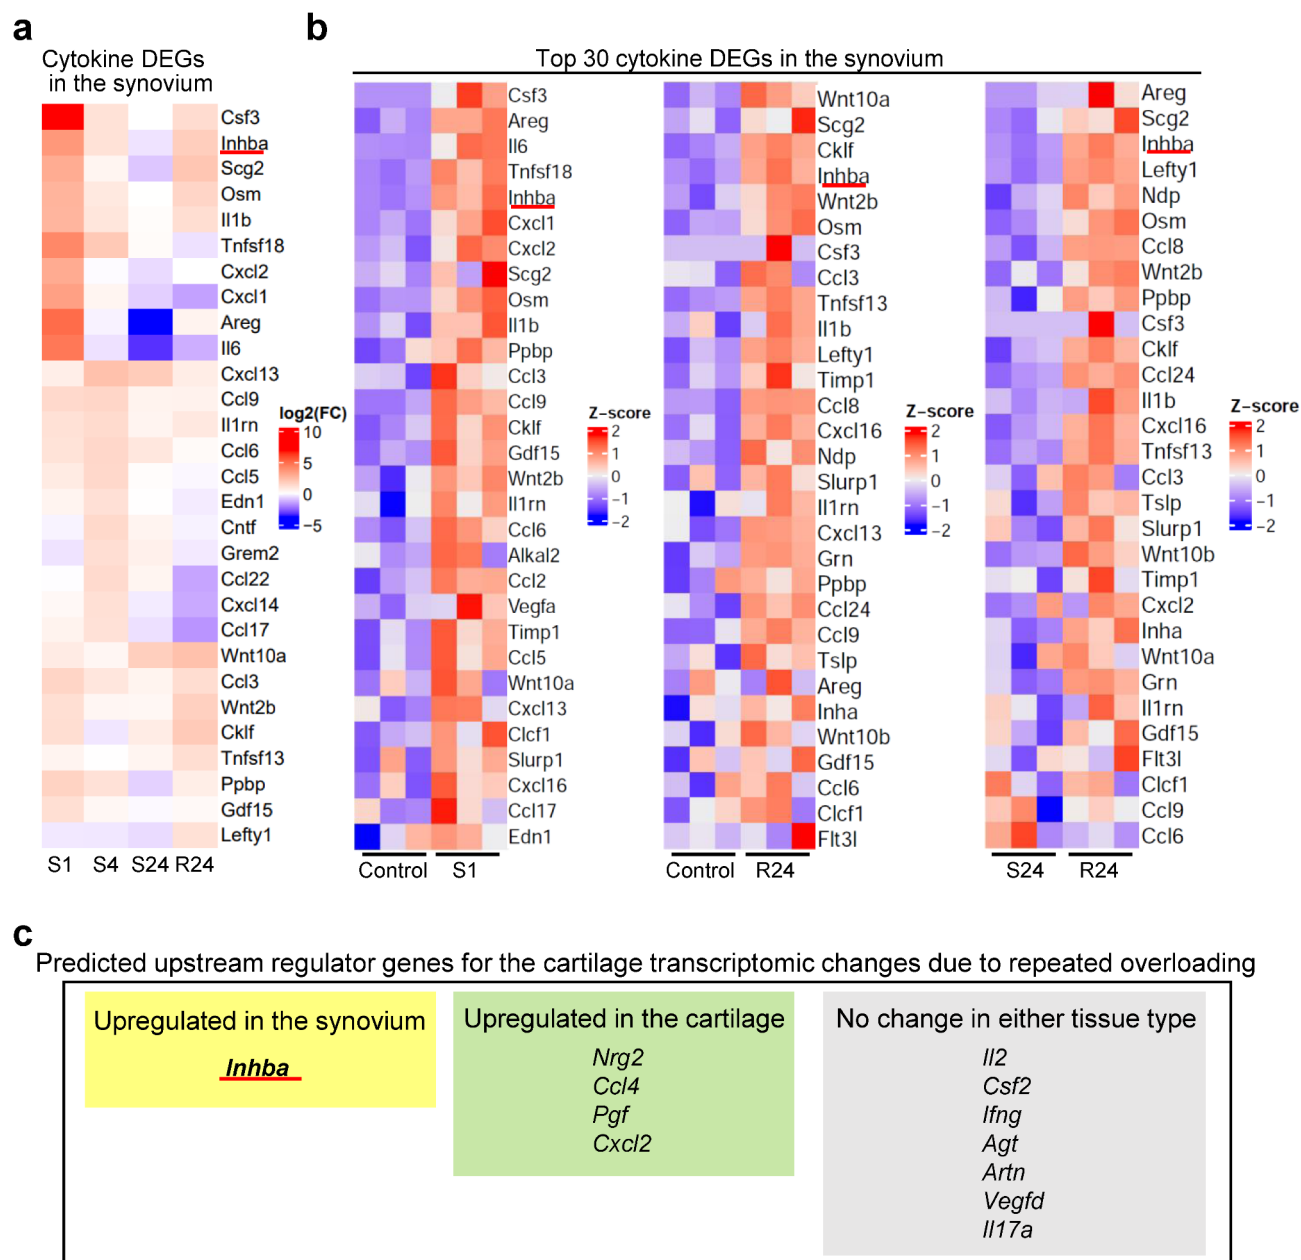 a
Cytokine DEGs
in the synovium
Csf3
Inhba
Scg2
Osm
Il1b
Tnfsf18
Cxcl2
Cxcl1
Areg
Il6
Cxcl13
Ccl9
Il1rn
Ccl6
Ccl5
Edn1
Cntf
Grem2
Ccl22
Cxcl14
Ccl17
Wnt10a
Ccl3
Wnt2b
Cklf
Tnfsf13
Ppbp
Gdf15
Lefty1
S1 S4 S24 R24
log2(FC)
10
5
0
−5
b
Top 30 cytokine DEGs in the synovium
Csf3
Areg
Il6
Tnfsf18
Inhba
Cxcl1
Cxcl2
Scg2
Osm
Il1b
Ppbp
Ccl3
Ccl9
Cklf
Gdf15
Wnt2b
Il1rn
Ccl6
Alkal2
Ccl2
Vegfa
Timp1
Ccl5
Wnt10a
Cxcl13
Clcf1
Slurp1
Cxcl16
Ccl17
Edn1
Control S1
Z−score
2
1
0
−1
−2
Wnt10a
Scg2
Cklf
Inhba
Wnt2b
Osm
Csf3
Ccl3
Tnfsf13
Il1b
Lefty1
Timp1
Ccl8
Cxcl16
Ndp
Slurp1
Il1rn
Cxcl13
Grn
Ppbp
Ccl24
Ccl9
Tslp
Areg
Inha
Wnt10b
Gdf15
Ccl6
Clcf1
Flt3l
Control R24
Z−score
2
1
0
−1
−2
Areg
Scg2
Inhba
Lefty1
Ndp
Osm
Ccl8
Wnt2b
Ppbp
Csf3
Cklf
Ccl24
Il1b
Cxcl16
Tnfsf13
Ccl3
Tslp
Slurp1
Wnt10b
Timp1
Cxcl2
Inha
Wnt10a
Grn
Il1rn
Gdf15
Flt3l
Clcf1
Ccl9
Ccl6
S24 R24
Z−score
2
1
0
−1
−2
c
Predicted upstream regulator genes for the cartilage transcriptomic changes due to repeated overloading
Upregulated in the synovium
Inhba
Upregulated in the cartilage
Nrg2
Ccl4
Pgf
Cxcl2
No change in either tissue type
Il2
Csf2
Ifng
Agt
Artn
Vegfd
Il17a